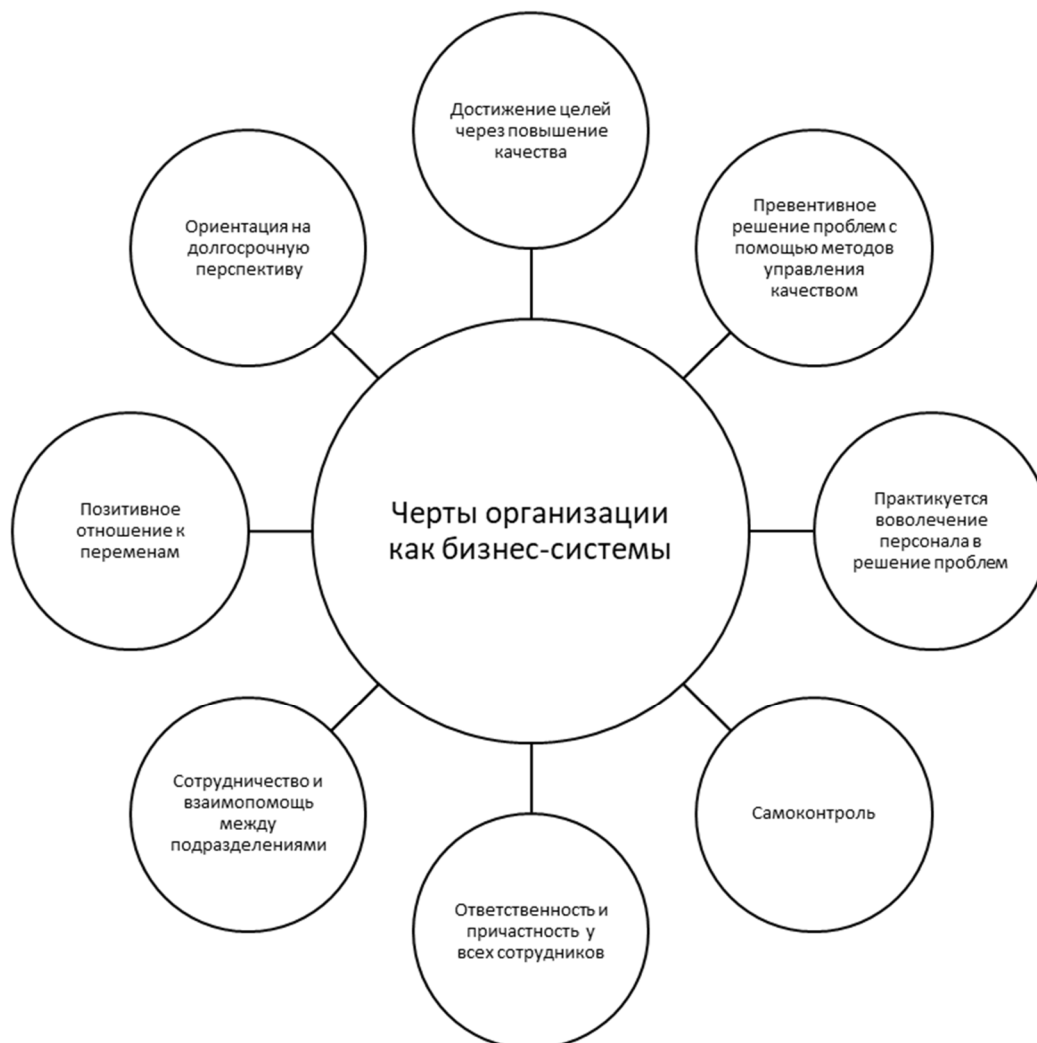 Достижение целей
через повышение
качества
Превентивное
решение проблем с
помощью методов
управления
качеством
Практикуется
воволечение
персонала в
решение проблем
Самоконтроль
Ответственность и
причастность у
всех сотрудников
Сотрудничество и
взаимопомощь
между
подразделениями
Позитивное
отношение к
переменам
Ориентация на
долгосрочную
перспективу
Черты организации
как бизнес-системы